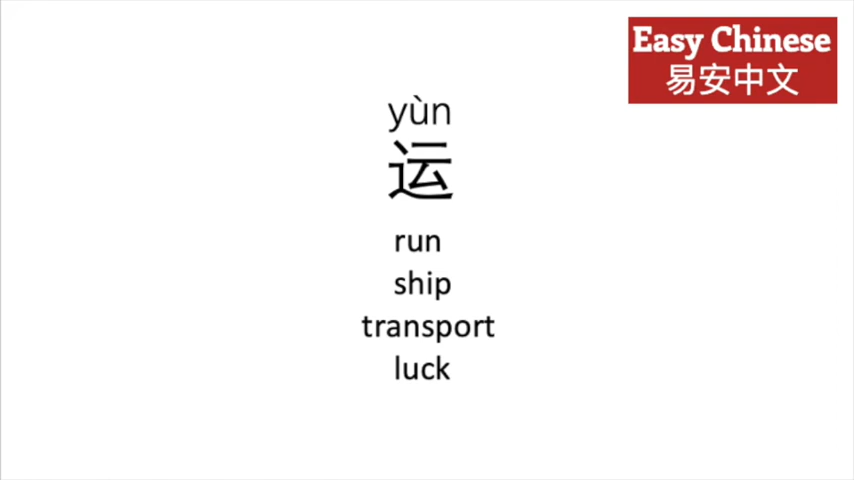 Easy Chinese
易安中文
yùn
运
run
ship
transport
luck